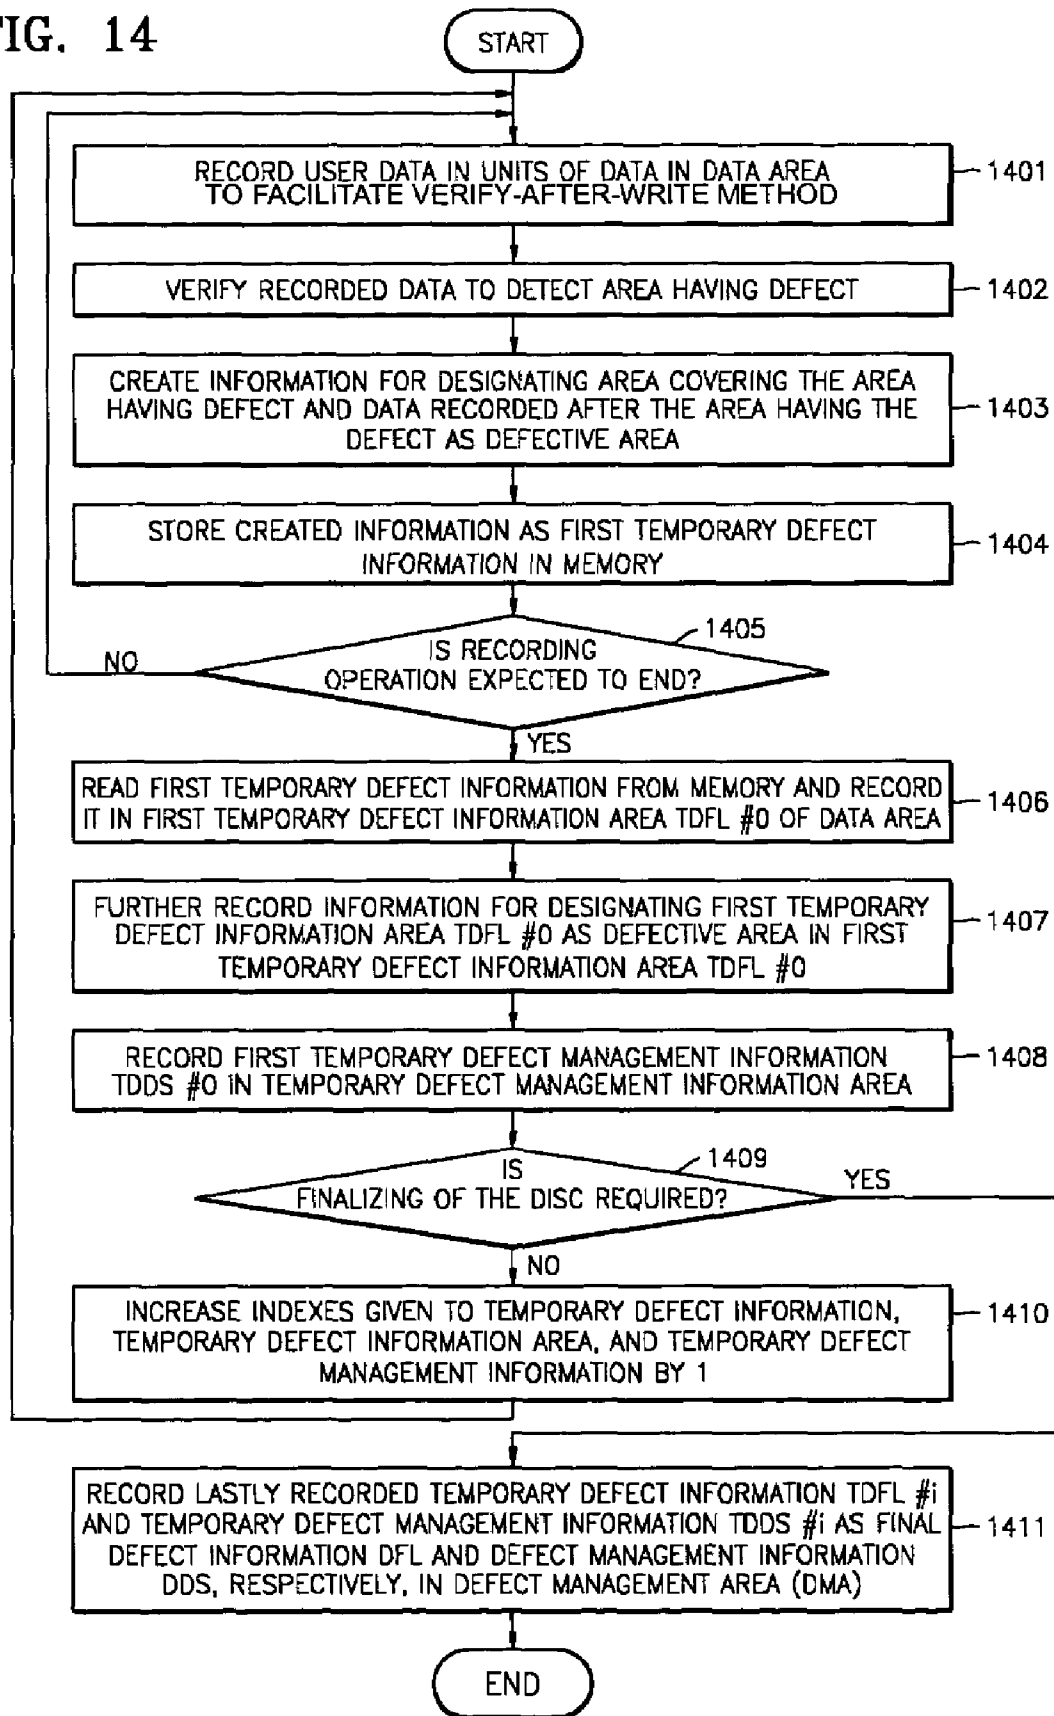 FIG. 14
START
RECORD USER DATA IN UNITS OF DATA IN DATA AREA
TO FACILITATE VERIFY-AFTER-WRITE METHOD
1401
VERIFY RECORDED DATA TO DETECT AREA HAVING DEFECT
1402
CREATE INFORMATION FOR DESIGNATING AREA COVERING THE AREA
HAVING DEFECT AND DATA RECORDED AFTER THE AREA HAVING THE
DEFECT AS DEFECTIVE AREA
1403
STORE CREATED INFORMATION AS FIRST TEMPORARY DEFECT
INFORMATION IN MEMORY
1404
1405
IS RECORDING
OPERATION EXPECTED TO END?
NO
YES
READ FIRST TEMPORARY DEFECT INFORMATION FROM MEMORY AND RECORD
IT IN FIRST TEMPORARY DEFECT INFORMATION AREA TDFL #0 OF DATA AREA
1406
FURTHER RECORD INFORMATION FOR DESIGNATING FIRST TEMPORARY
DEFECT INFORMATION AREA TDFL #0 AS DEFECTIVE AREA IN FIRST
TEMPORARY DEFECT INFORMATION AREA TDFL #0
1407
RECORD FIRST TEMPORARY DEFECT MANAGEMENT INFORMATION
TDDS #0 IN TEMPORARY DEFECT MANAGEMENT INFORMATION AREA
1408
1409
IS
FINALIZING OF THE DISC REQUIRED?
YES
NO
INCREASE INDEXES GIVEN TO TEMPORARY DEFECT INFORMATION,
TEMPORARY DEFECT INFORMATION AREA, AND TEMPORARY DEFECT
MANAGEMENT INFORMATION BY 1
1410
RECORD LASTLY RECORDED TEMPORARY DEFECT INFORMATION TDFL #i
AND TEMPORARY DEFECT MANAGEMENT INFORMATION TDDS #i AS FINAL
DEFECT INFORMATION DFL AND DEFECT MANAGEMENT INFORMATION
DDS, RESPECTIVELY, IN DEFECT MANAGEMENT AREA (DMA)
1411
END